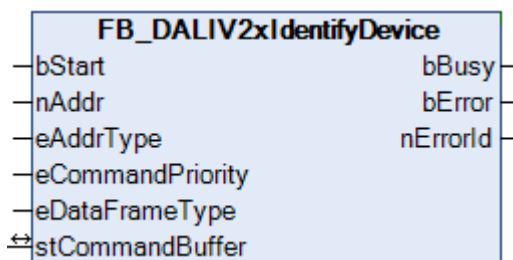 FB_DALIV2xIdentifyDevice
bStart bBusy
nAddr bError
eAddrType nErrorId
eCommandPriority
eDataFrameType
stCommandBuffer